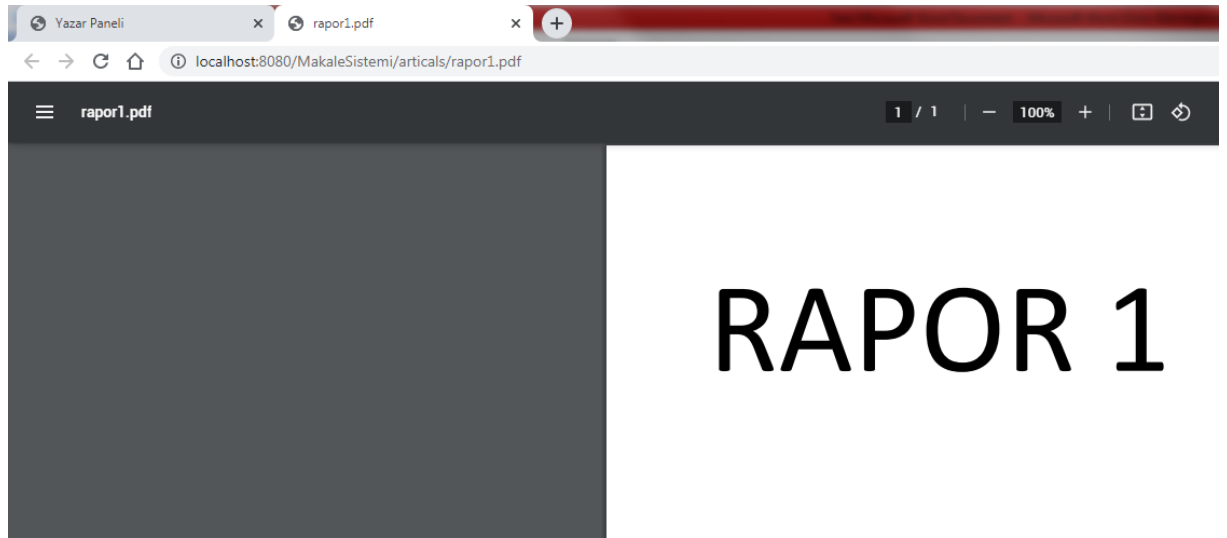 Yazar Paneli
rapor1.pdf
localhost:8080/MakaleSistemi/articals/rapor1.pdf
rapor1.pdf
1 / 1
100%
RAPOR 1